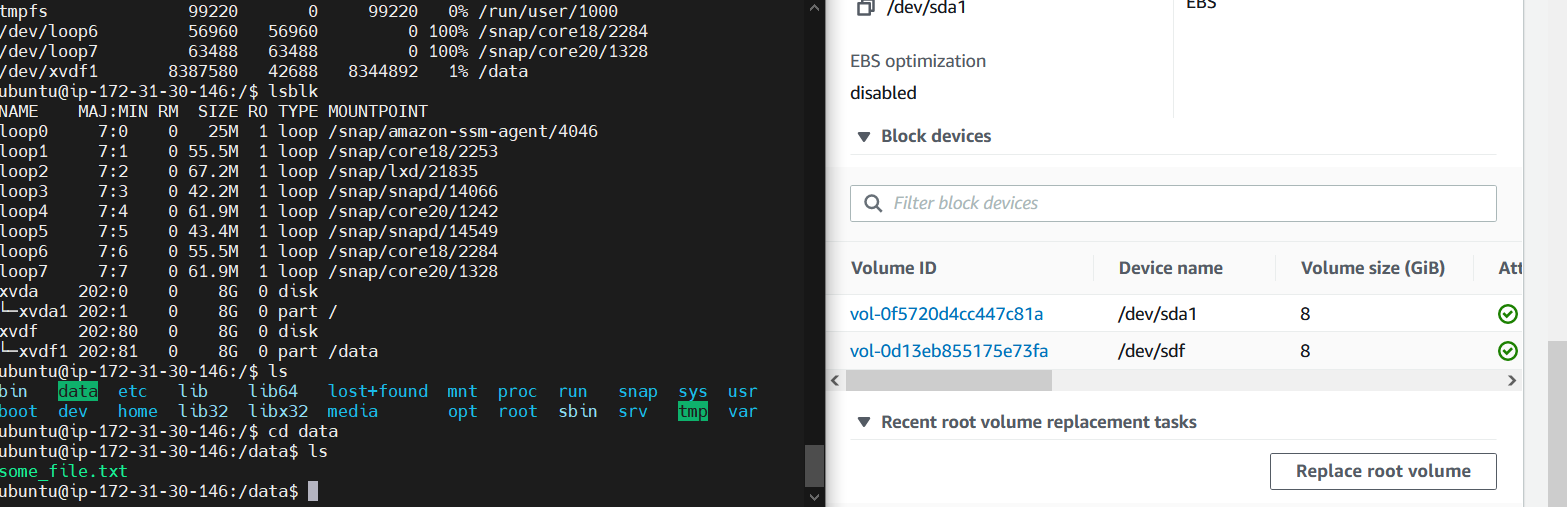 tmpfs 99220 0 99220 0% /run/user/1000
/dev/loop6 56960 56960 0 100% /snap/core18/2284
/dev/loop7 63488 63488 0 100% /snap/core20/1328
/dev/xvdf1 8387580 42688 8344892 1% /data
ubuntu@ip-172-31-30-146:/$ lsblk
NAME MAJ:MIN RM SIZE RO TYPE MOUNTPOINT
loop0 7:0 0 25M 1 loop /snap/amazon-ssm-agent/4046
loop1 7:1 0 55.5M 1 loop /snap/core18/2253
loop2 7:2 0 67.2M 1 loop /snap/lxd/21835
loop3 7:3 0 42.2M 1 loop /snap/snapd/14066
loop4 7:4 0 61.9M 1 loop /snap/core20/1242
loop5 7:5 0 43.4M 1 loop /snap/snapd/14549
loop6 7:6 0 55.5M 1 loop /snap/core18/2284
loop7 7:7 0 61.9M 1 loop /snap/core20/1328
xvda 202:0 0 8G 0 disk
└─xvda1 202:1 0 8G 0 part /
xvdf 202:80 0 8G 0 disk
└─xvdf1 202:81 0 8G 0 part /data
ubuntu@ip-172-31-30-146:/$ ls
bin data etc lib lib64 lost+found mnt proc run snap sys usr
boot dev home lib32 libx32 media opt root sbin srv tmp var
ubuntu@ip-172-31-30-146:/$ cd data
ubuntu@ip-172-31-30-146:/data$ ls
some_file.txt
ubuntu@ip-172-31-30-146:/data$
/dev/sda1
EBS
EBS optimization
disabled
Block devices
Filter block devices
Volume ID Device name Volume size (GiB) Att
vol-0f5720d4cc447c81a /dev/sda1 8
vol-0d13eb855175e73fa /dev/sdf 8
Recent root volume replacement tasks
Replace root volume